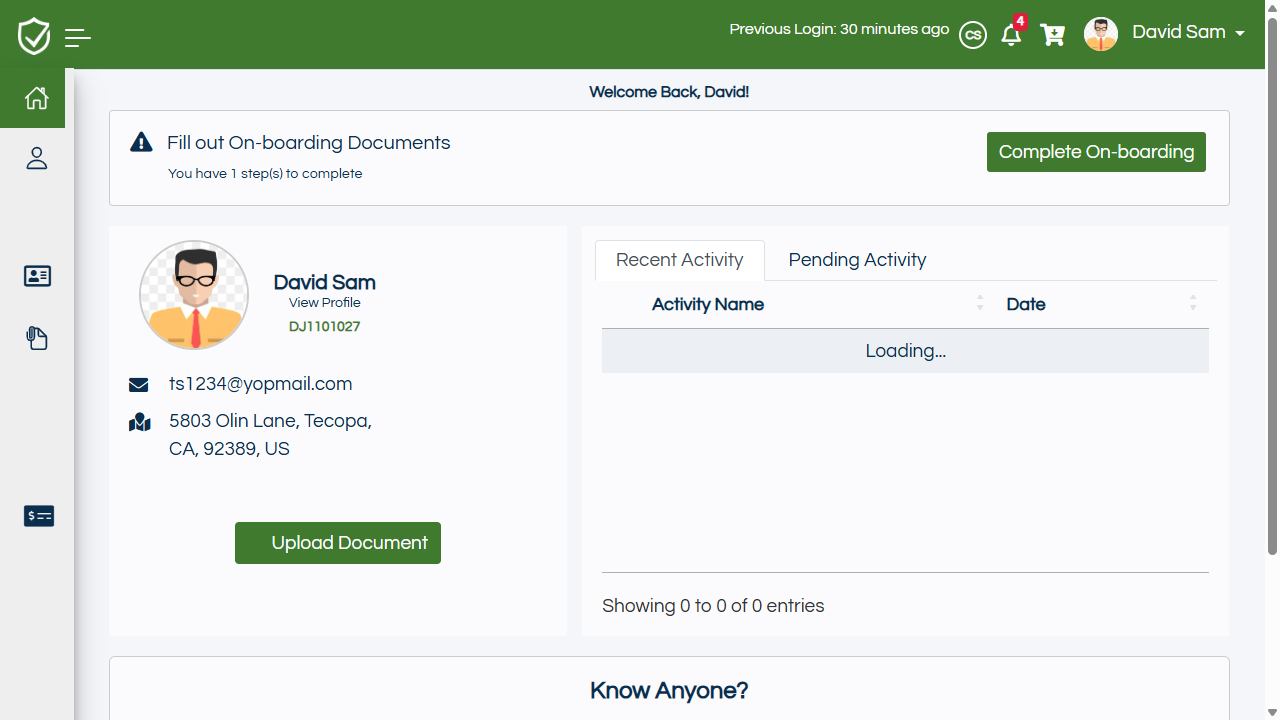 Previous Login: 30 minutes ago
CS
4
David Sam
Welcome Back, David!
Fill out On-boarding Documents
You have 1 step(s) to complete
Complete On-boarding
David Sam
View Profile
DJ1101027
ts1234@yopmail.com
5803 Olin Lane, Tecopa,
CA, 92389, US
Upload Document
Recent Activity
Pending Activity
Activity Name
Date
Loading...
Showing 0 to 0 of 0 entries
Know Anyone?